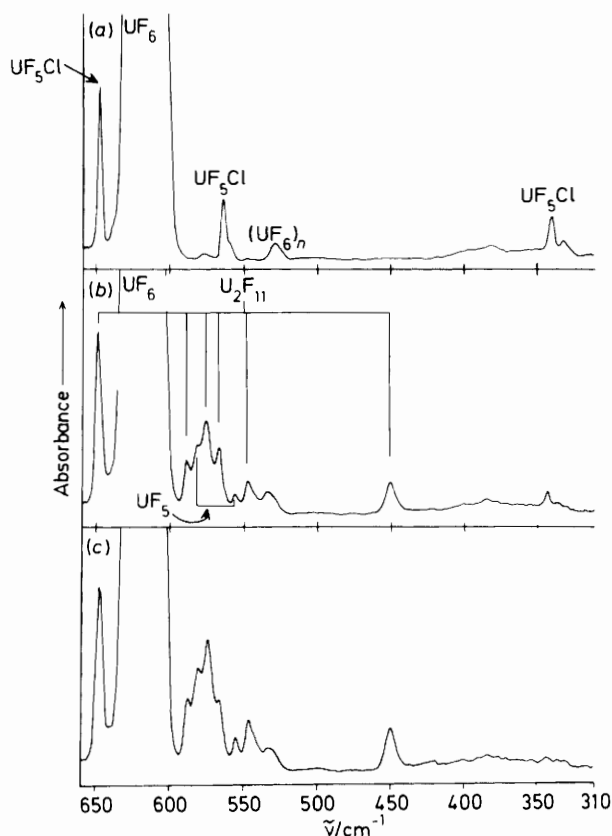 (a) UF6
UF5Cl
UF5Cl
(UF6)n
UF5Cl
(b) UF6 U2F11
UF5
(c)
Absorbance
650 600 550 500 450 400 350 310
ṽ/cm⁻¹